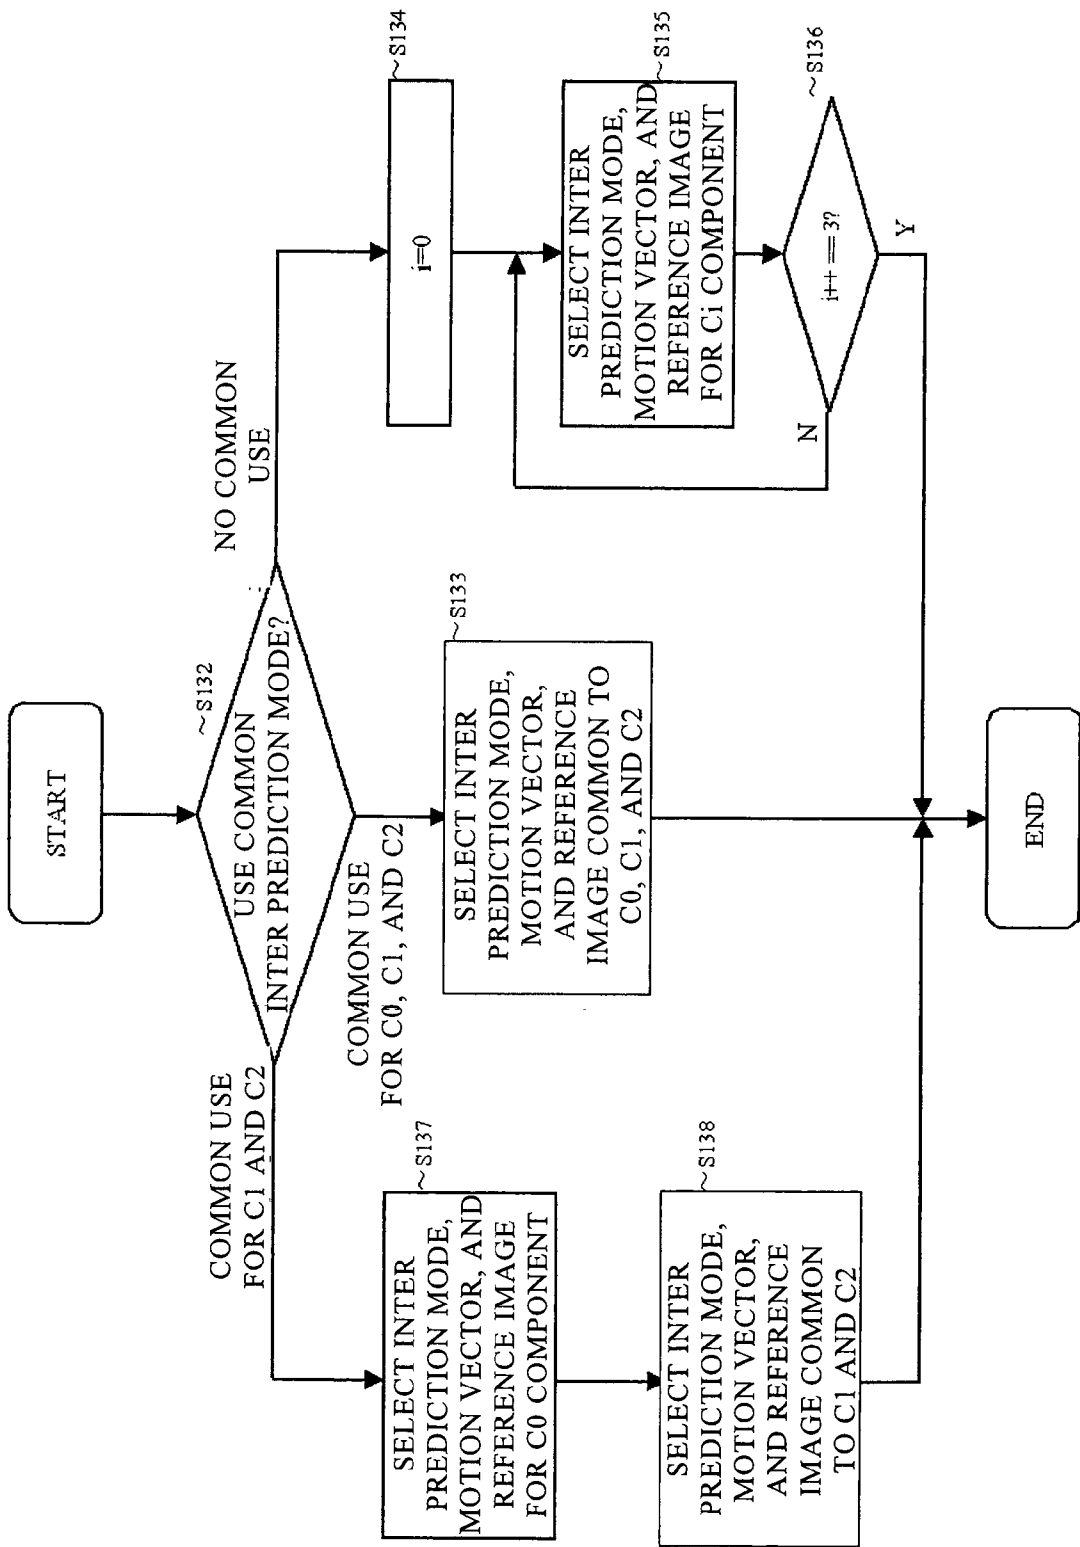 START
~S132
USE COMMON
INTER PREDICTION MODE?
COMMON USE
FOR C1 AND C2
COMMON USE
FOR C0, C1, AND C2
NO COMMON
USE
~S137
SELECT INTER
PREDICTION MODE,
MOTION VECTOR, AND
REFERENCE IMAGE
FOR C0 COMPONENT
~S138
SELECT INTER
PREDICTION MODE,
MOTION VECTOR,
AND REFERENCE
IMAGE COMMON
TO C1 AND C2
~S133
SELECT INTER
PREDICTION MODE,
MOTION VECTOR,
AND REFERENCE
IMAGE COMMON TO
C0, C1, AND C2
~S134
i=0
~S135
SELECT INTER
PREDICTION MODE,
MOTION VECTOR, AND
REFERENCE IMAGE
FOR Ci COMPONENT
~S136
i++ == 3?
N
Y
END